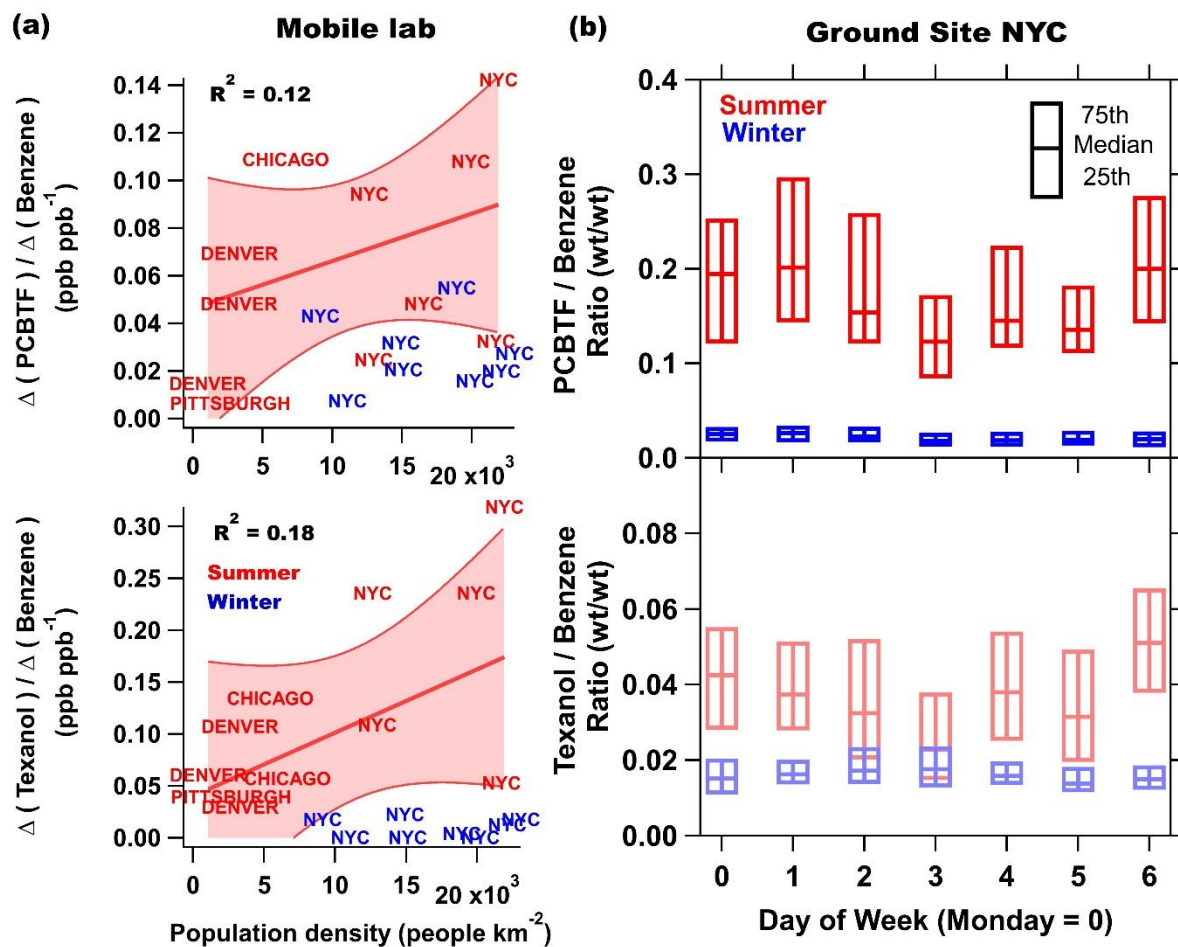 (a)
Mobile lab
Δ ( PCBTF ) / Δ ( Benzene )
(ppb ppb⁻¹)
0.14
0.12
0.10
0.08
0.06
0.04
0.02
0.00
R² = 0.12
NYC
CHICAGO
NYC
NYC
DENVER
DENVER
NYC
NYC
NYC
NYC
NYC
NYC
NYC
NYC
NYC
NYC
DENVER
PITTSBURGH
NYC
0
5
10
15
20 x10³
Δ ( Texanol ) / Δ ( Benzene )
(ppb ppb⁻¹)
0.30
0.25
0.20
0.15
0.10
0.05
0.00
R² = 0.18
Summer
Winter
NYC
NYC
NYC
CHICAGO
DENVER
NYC
DENVER
CHICAGO
NYC
PITTSBURGH
DENVER
NYC
NYC
NYC
NYC
NYC
NYC
NYC
NYC
0
5
10
15
20 x10³
Population density (people km⁻²)
(b)
Ground Site NYC
PCBTF / Benzene
Ratio (wt/wt)
0.4
0.3
0.2
0.1
0.0
Summer
Winter
75th
Median
25th
Texanol / Benzene
Ratio (wt/wt)
0.08
0.06
0.04
0.02
0.00
0 1 2 3 4 5 6
Day of Week (Monday = 0)